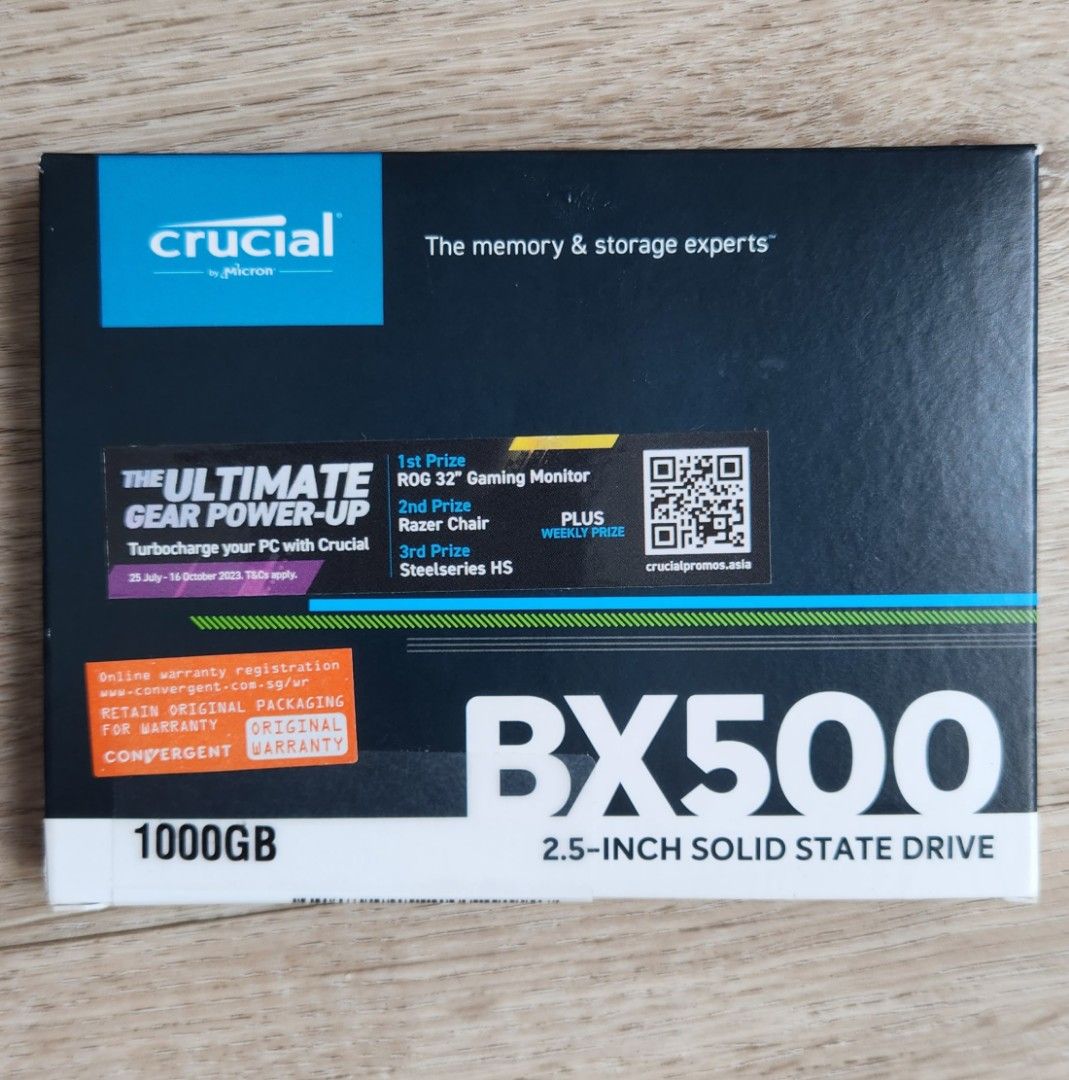 crucial®
by Micron®
The memory & storage experts™
THE ULTIMATE
GEAR POWER-UP
Turbocharge your PC with Crucial
25 July - 16 October 2023. T&Cs apply.
1st Prize
ROG 32" Gaming Monitor
2nd Prize
Razer Chair
3rd Prize
Steelseries HS
PLUS
WEEKLY PRIZE
crucialpromos.asia
Online warranty registration
www.convergent.com.sg/wr
RETAIN ORIGINAL PACKAGING
FOR WARRANTY
CONVERGENT
ORIGINAL
WARRANTY
BX500
1000GB
2.5-INCH SOLID STATE DRIVE